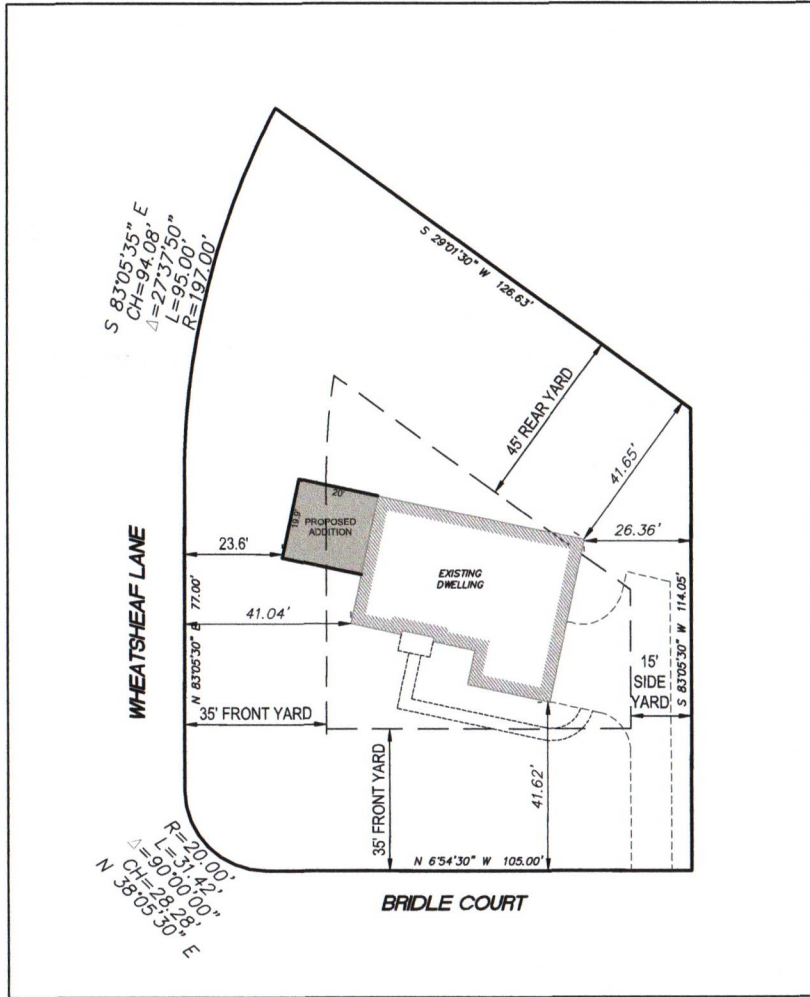 S 83°05'35" E
CH=94.08'
△=27°37'50"
L=95.00'
R=197.00'
S 29°01'30" W 126.63'
45' REAR YARD
41.65'
20'
19.9'
PROPOSED
ADDITION
23.6'
26.36'
EXISTING
DWELLING
WHEATSHEAF LANE
N 83°05'30" E 77.00'
41.04'
S 83°05'30" W 114.05'
15'
SIDE
YARD
35' FRONT YARD
35' FRONT YARD
41.62'
R=20.00'
L=31.42'
△=90°00'00"
CH=28.28'
N 38°05'30" E
N 6°54'30" W 105.00'
BRIDLE COURT